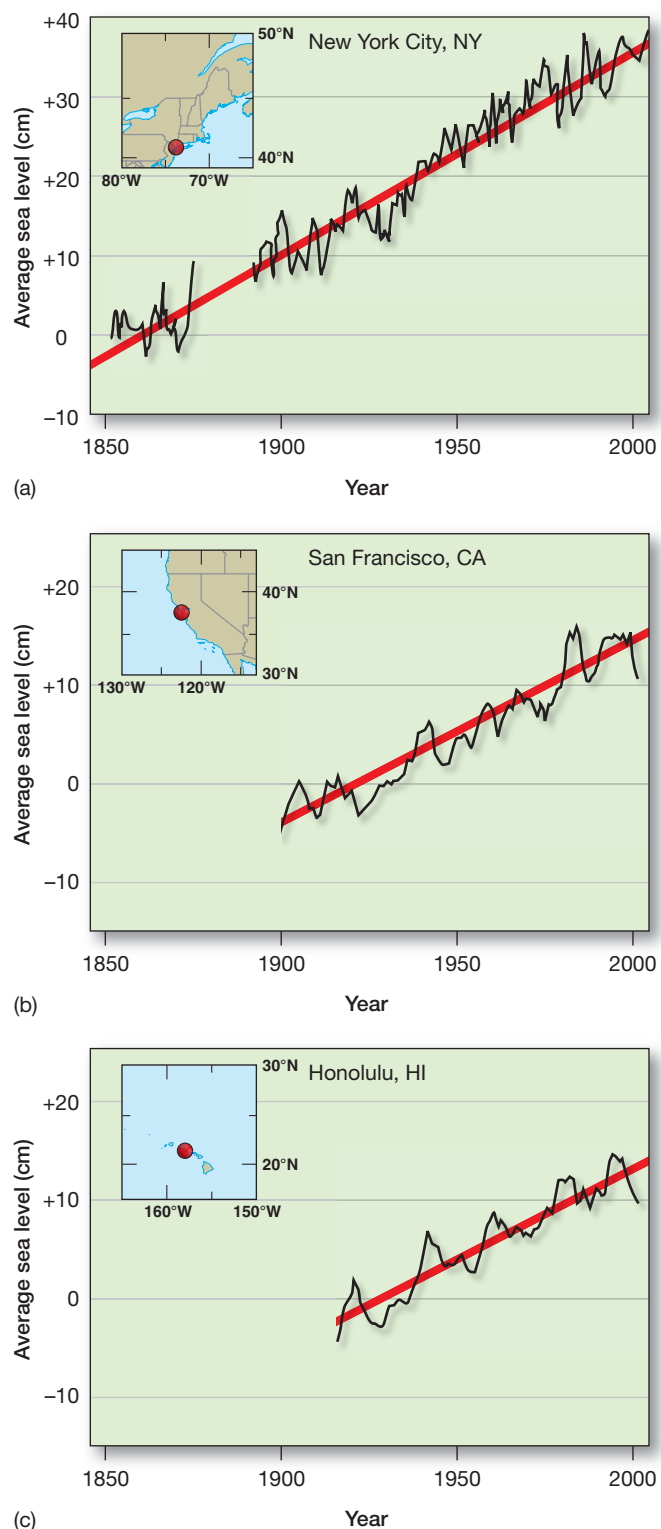 +40
50°N
New York City, NY
+30
40°N
80°W 70°W
+20
Average sea level (cm)
+10
0
−10
1850 1900 1950 2000
(a) Year
San Francisco, CA
+20
40°N
30°N
130°W 120°W
+10
Average sea level (cm)
0
−10
1850 1900 1950 2000
(b) Year
30°N
Honolulu, HI
+20
20°N
160°W 150°W
+10
Average sea level (cm)
0
−10
1850 1900 1950 2000
(c) Year